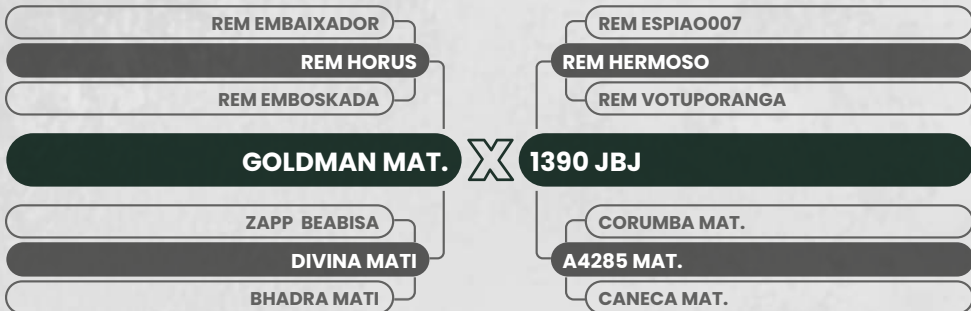 REM EMBAIXADOR
REM HORUS
REM EMBOSKADA
GOLDMAN MAT.
ZAPP BEABISA
DIVINA MATI
BHADRA MATI
X
REM ESPIAO007
REM HERMOSO
REM VOTUPORANGA
1390 JBJ
CORUMBA MAT.
A4285 MAT.
CANECA MAT.